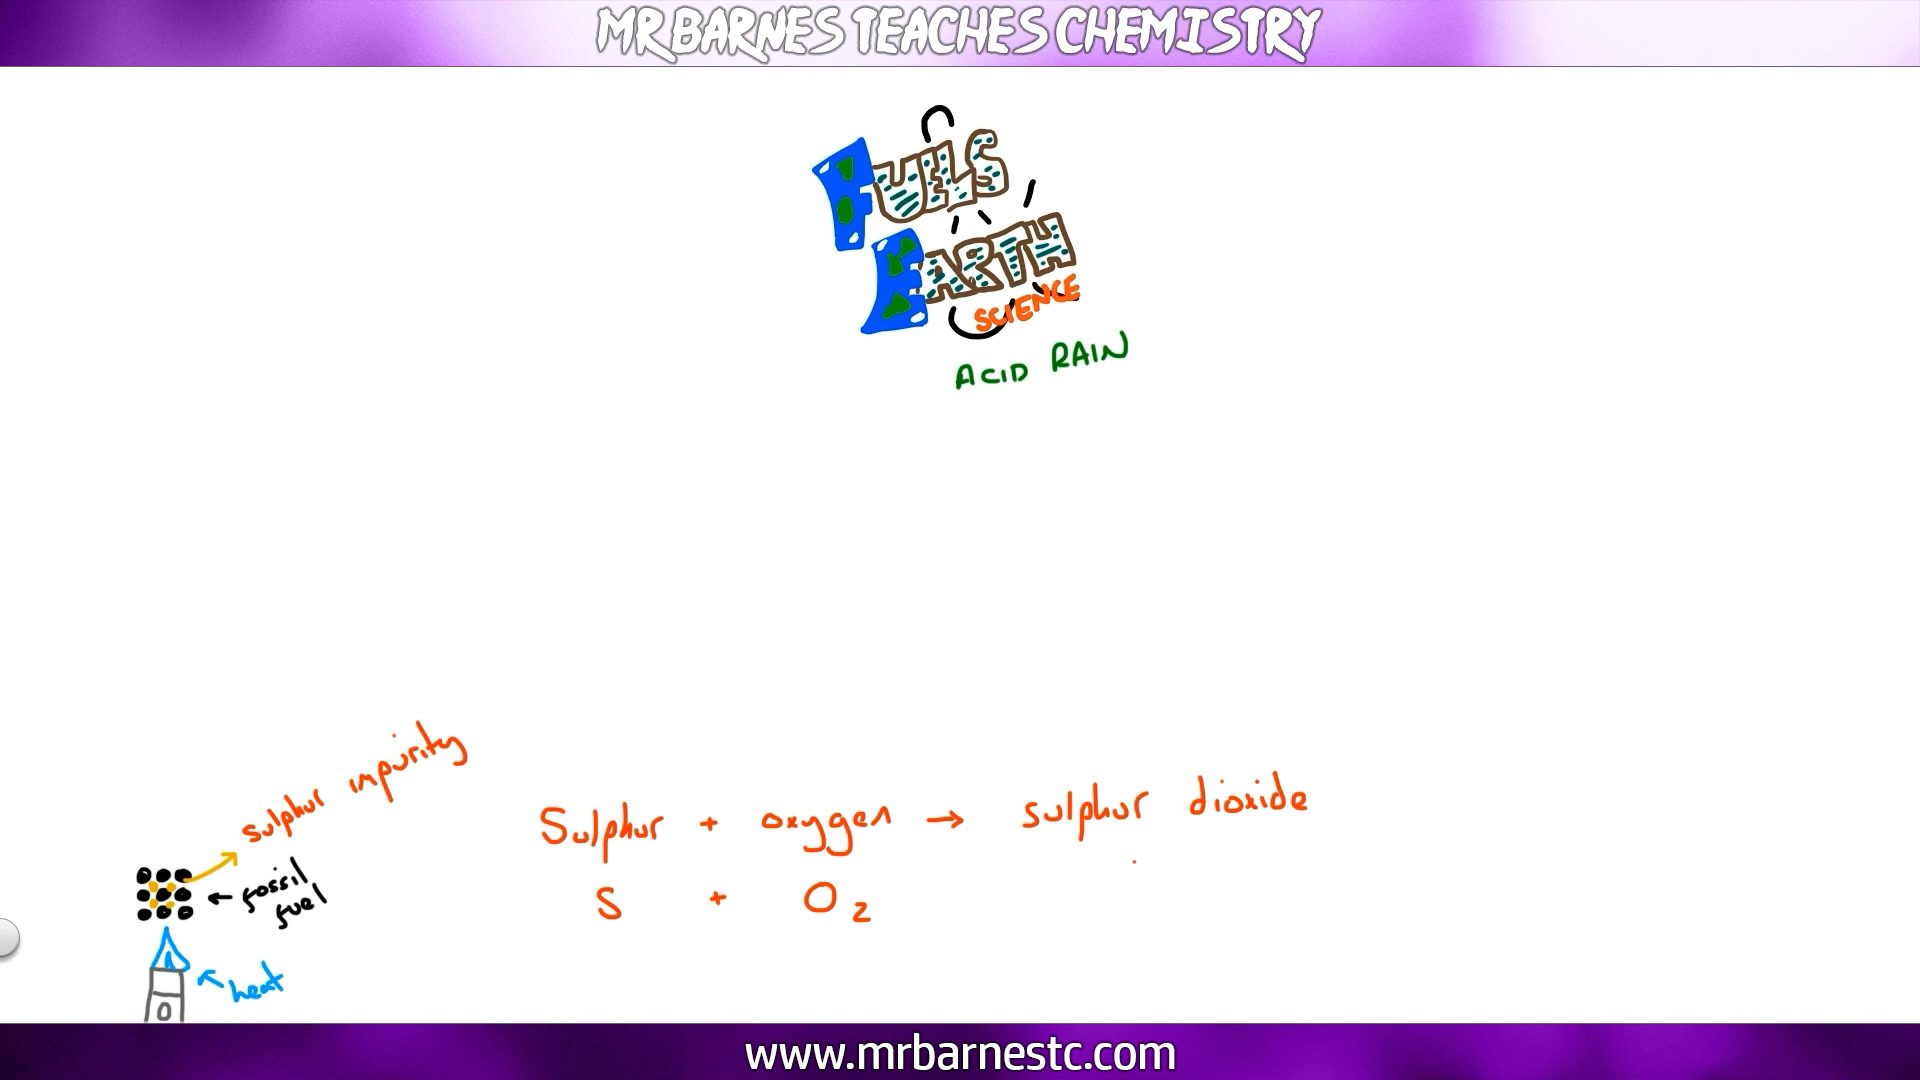 MR BARNES TEACHES CHEMISTRY
FUELS
EARTH
SCIENCE
ACID RAIN
sulphur impurity
Sulphur + oxygen → sulphur dioxide
← fossil
fuel
S + O2
heat
www.mrbarnestc.com